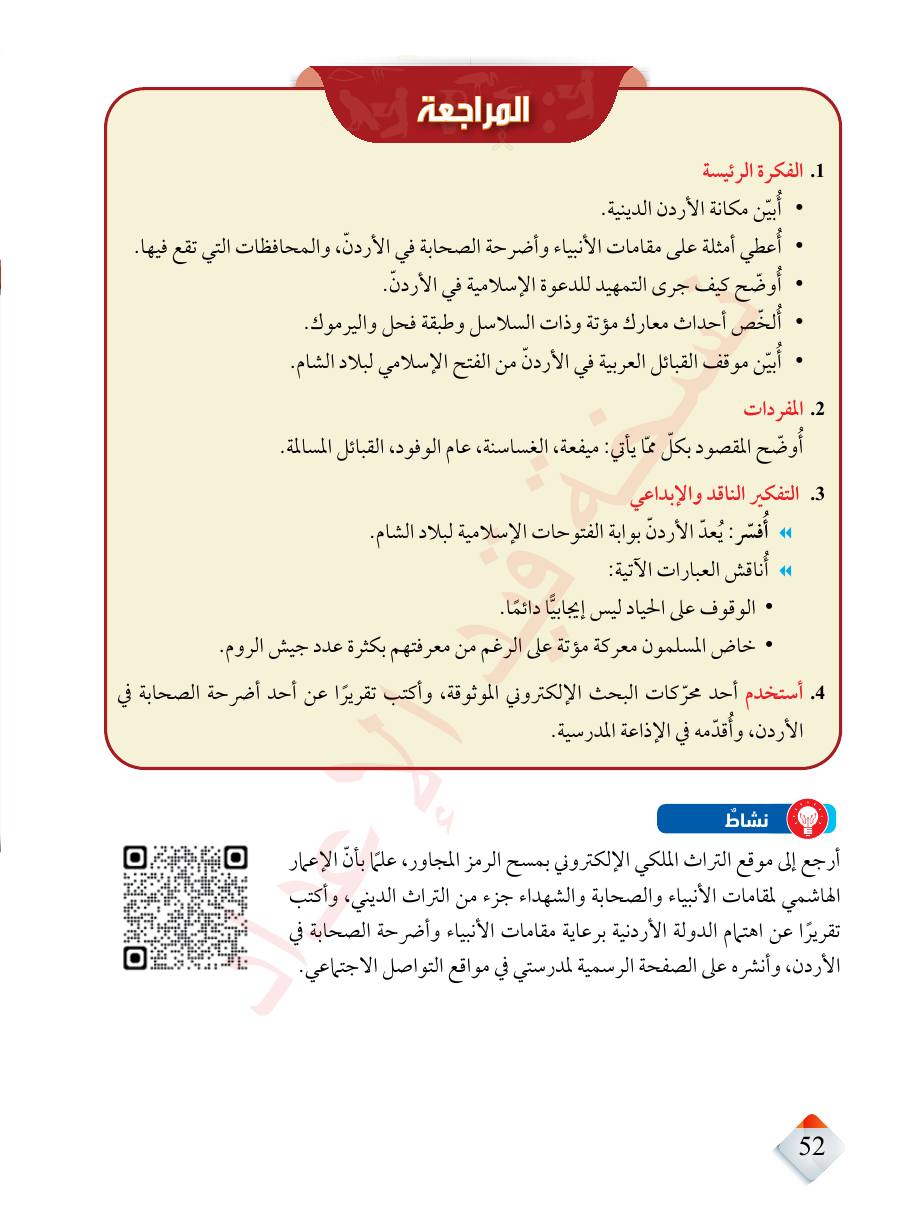 المراجعة
1. الفكرة الرئيسة
• أُبيّن مكانة الأردن الدينية.
• أُعطي أمثلة على مقامات الأنبياء وأضرحة الصحابة في الأردنّ، والمحافظات التي تقع فيها.
• أُوضّح كيف جرى التمهيد للدعوة الإسلامية في الأردنّ.
• أُلخّص أحداث معارك مؤتة وذات السلاسل وطبقة فحل واليرموك.
• أُبيّن موقف القبائل العربية في الأردنّ من الفتح الإسلامي لبلاد الشام.
2. المفردات
أُوضّح المقصود بكلّ ممّا يأتي: ميفعة، الغساسنة، عام الوفود، القبائل المسالمة.
3. التفكير الناقد والإبداعي
أُفسّر: يُعدّ الأردنّ بوابة الفتوحات الإسلامية لبلاد الشام.
أُناقش العبارات الآتية:
• الوقوف على الحياد ليس إيجابيًّا دائمًا.
• خاض المسلمون معركة مؤتة على الرغم من معرفتهم بكثرة عدد جيش الروم.
4. أستخدم أحد محرّكات البحث الإلكتروني الموثوقة، وأكتب تقريرًا عن أحد أضرحة الصحابة في
الأردن، وأُقدّمه في الإذاعة المدرسية.
نشاطٌ
أرجع إلى موقع التراث الملكي الإلكتروني بمسح الرمز المجاور، علمًا بأنّ الإعمار
الهاشمي لمقامات الأنبياء والصحابة والشهداء جزء من التراث الديني، وأكتب
تقريرًا عن اهتمام الدولة الأردنية برعاية مقامات الأنبياء وأضرحة الصحابة في
الأردن، وأنشره على الصفحة الرسمية لمدرستي في مواقع التواصل الاجتماعي.
نسخة قيد الإعداد
52